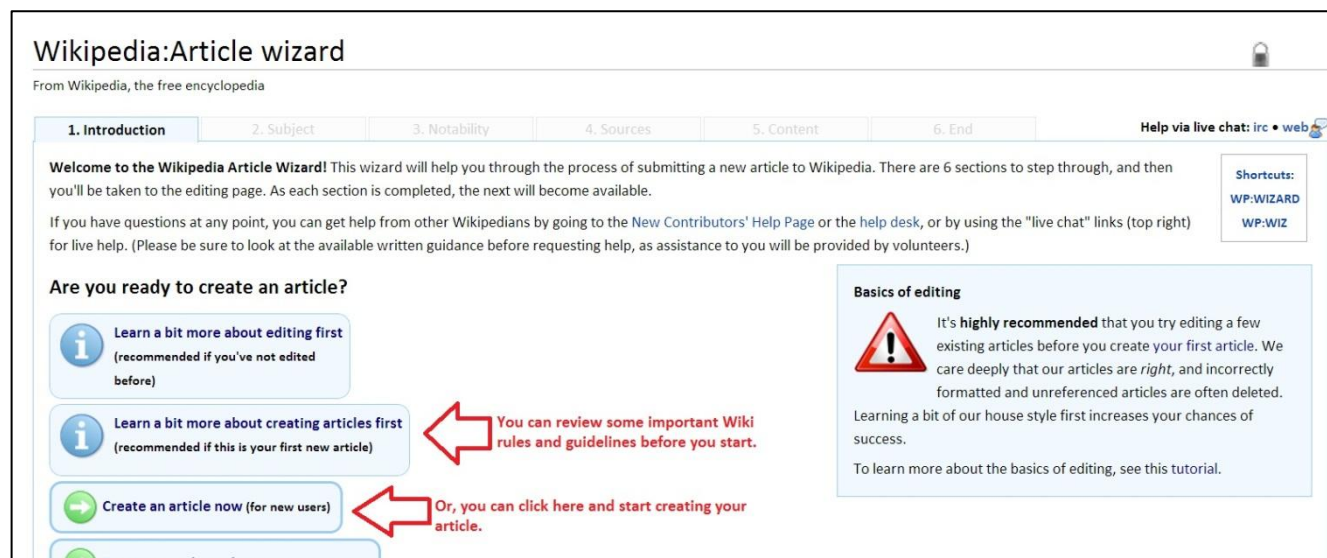 Wikipedia:Article wizard
From Wikipedia, the free encyclopedia
1. Introduction 2. Subject 3. Notability 4. Sources 5. Content 6. End Help via live chat: irc • web
Welcome to the Wikipedia Article Wizard! This wizard will help you through the process of submitting a new article to Wikipedia. There are 6 sections to step through, and then
you'll be taken to the editing page. As each section is completed, the next will become available.
If you have questions at any point, you can get help from other Wikipedians by going to the New Contributors' Help Page or the help desk, or by using the "live chat" links (top right)
for live help. (Please be sure to look at the available written guidance before requesting help, as assistance to you will be provided by volunteers.)
Shortcuts:
WP:WIZARD
WP:WIZ
Are you ready to create an article?
Learn a bit more about editing first
(recommended if you've not edited
before)
Learn a bit more about creating articles first
(recommended if this is your first new article)
You can review some important Wiki
rules and guidelines before you start.
Create an article now (for new users)
Or, you can click here and start creating your
article.
Basics of editing
It's highly recommended that you try editing a few
existing articles before you create your first article. We
care deeply that our articles are right, and incorrectly
formatted and unreferenced articles are often deleted.
Learning a bit of our house style first increases your chances of
success.
To learn more about the basics of editing, see this tutorial.